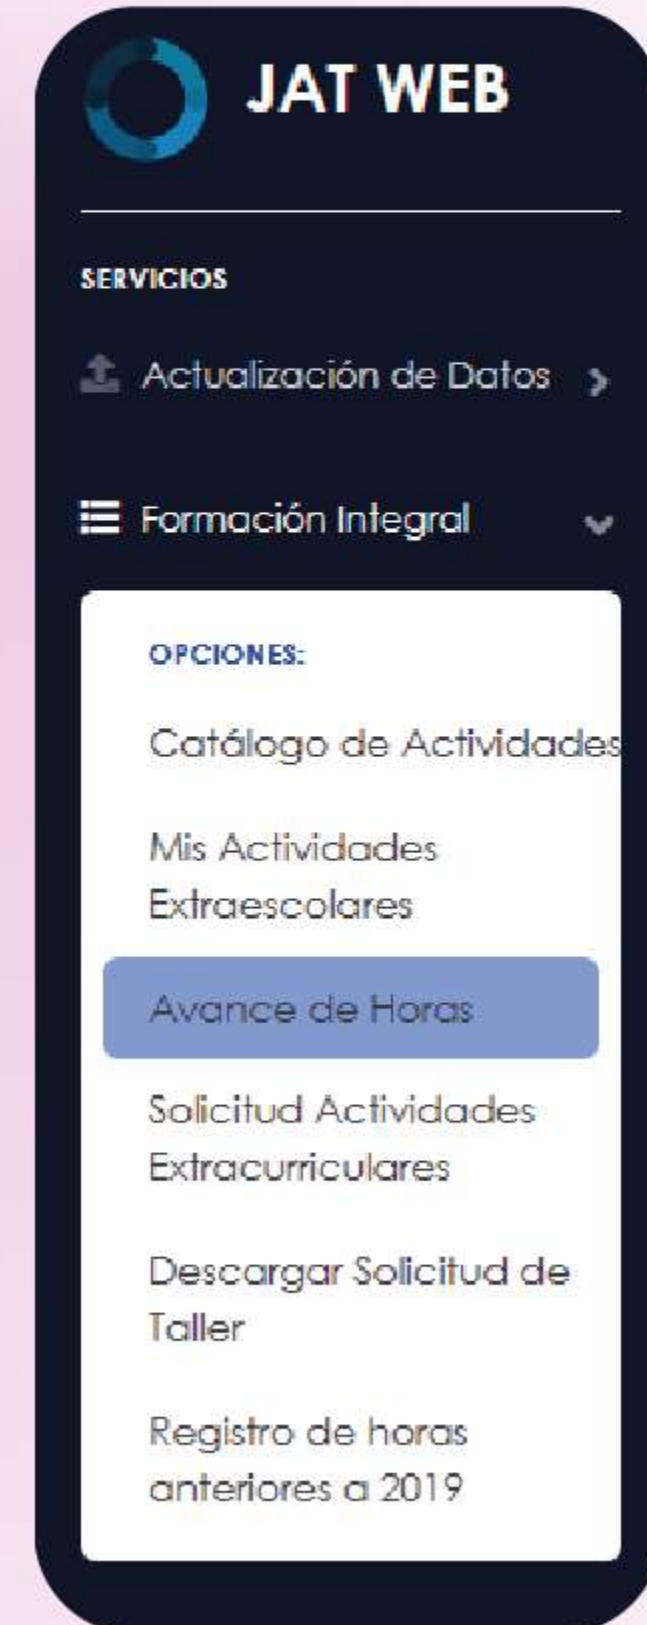 JAT WEB
SERVICIOS
Actualización de Datos
Formación Integral
OPCIONES:
Catálogo de Actividades
Mis Actividades
Extraescolares
Avance de Horas
Solicitud Actividades
Extracurriculares
Descargar Solicitud de
Taller
Registro de horas
anteriores a 2019